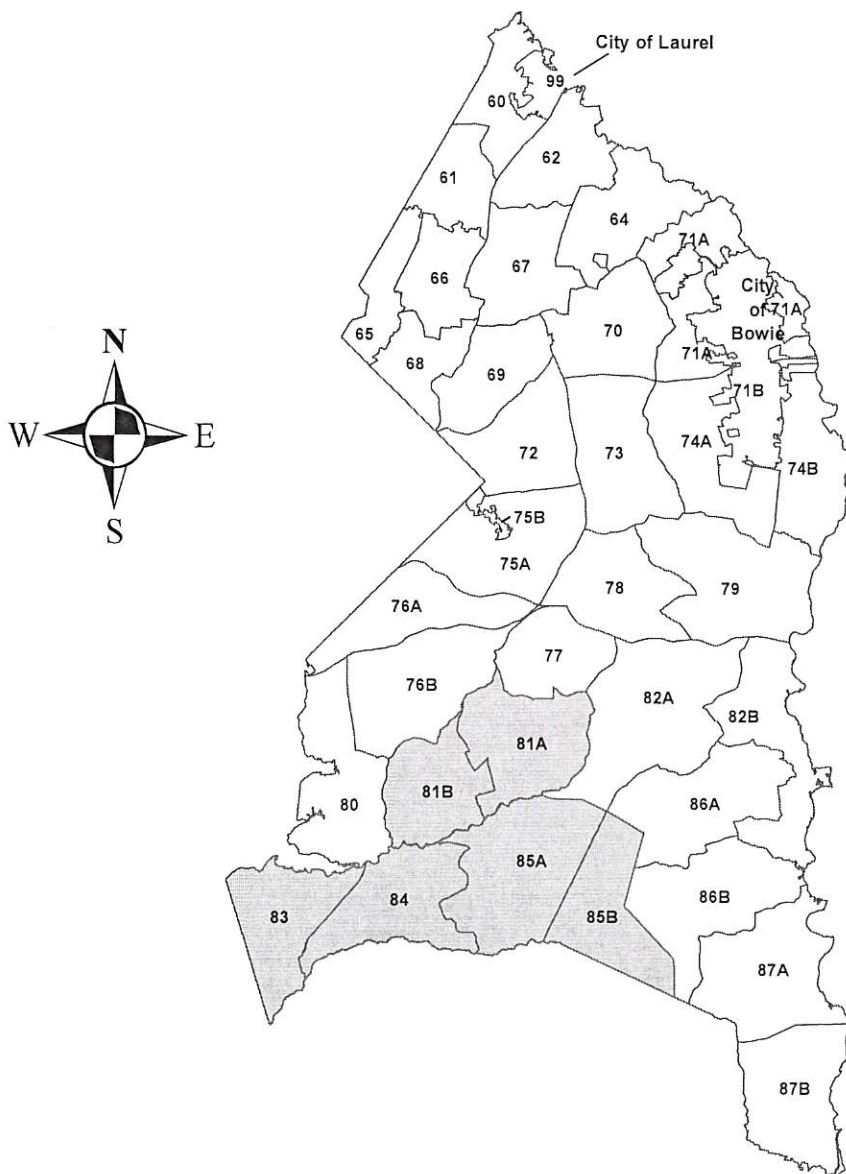 City of Laurel
99
60
62
61
64
71A
66
67
City
of 71A
Bowie
65
70
68
69
71A
71B
72
73
74A
74B
75B
75A
76A
78
79
77
76B
82A
82B
81A
81B
80
86A
85A
84
83
85B
86B
87A
87B
N
W
E
S